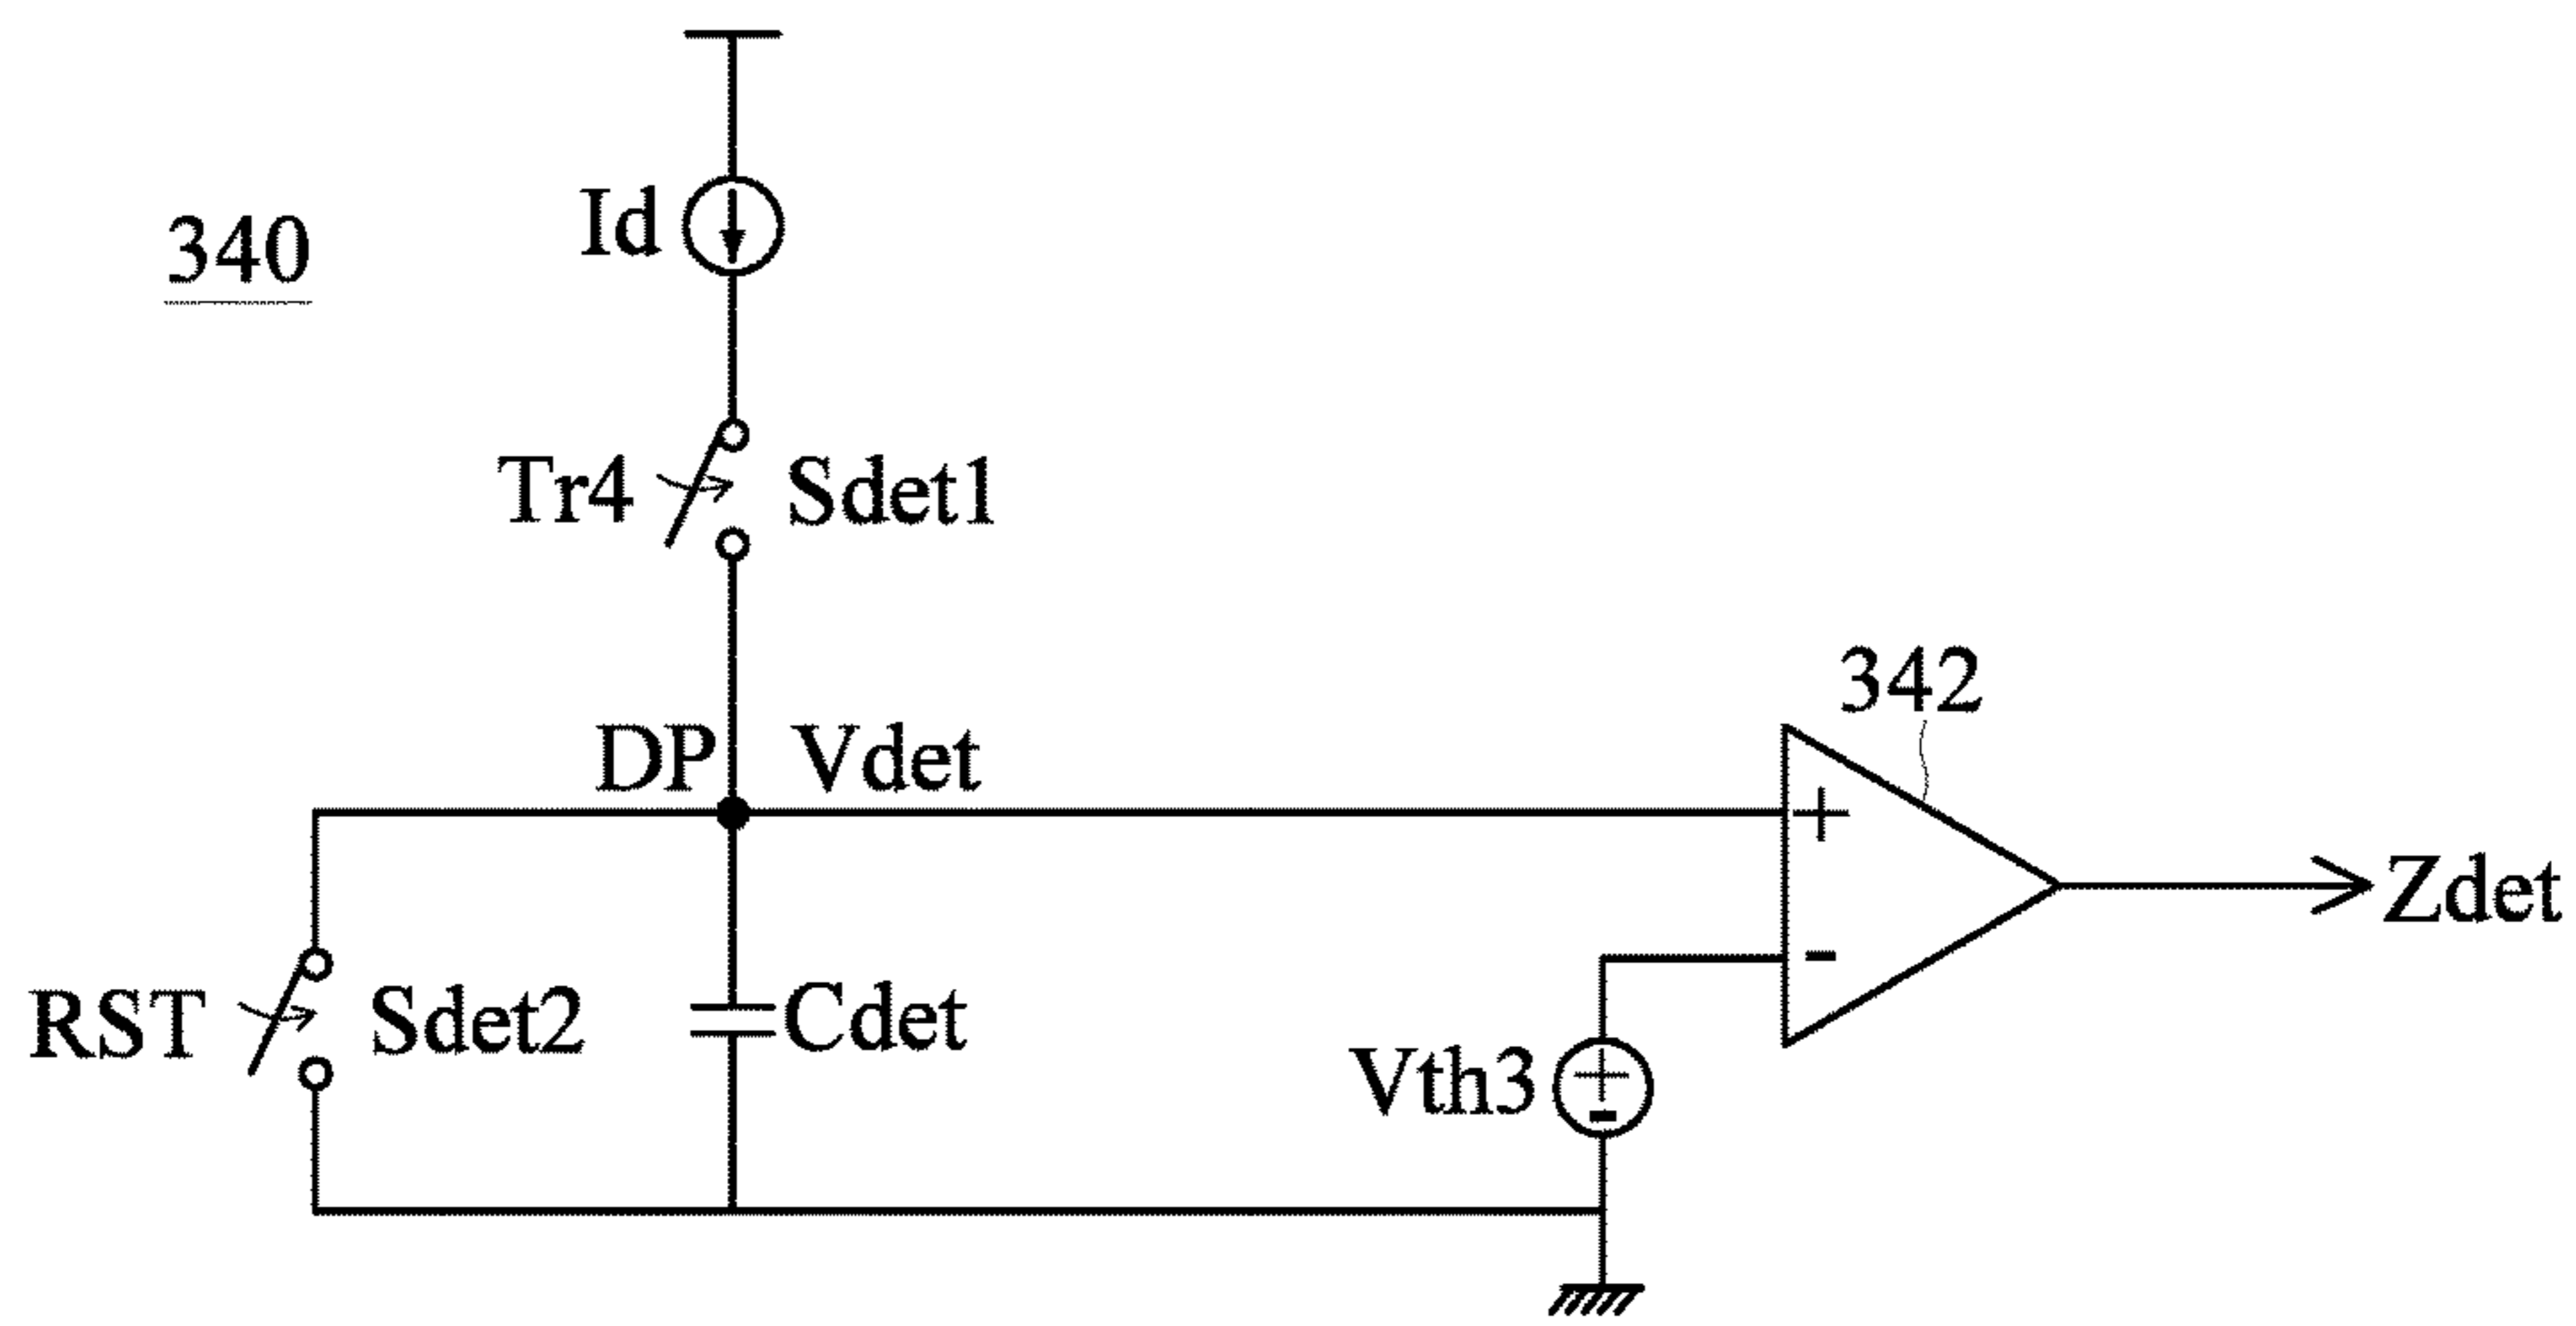 Id
340
Tr4 Sdet1
342
DP Vdet
+
Zdet
-
RST Sdet2 Cdet
Vth3
+
-